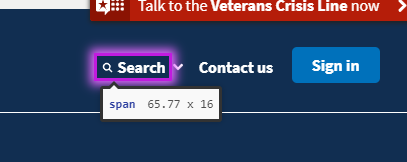 Talk to the Veterans Crisis Line now
Search Contact us Sign in
span 65.77 x 16